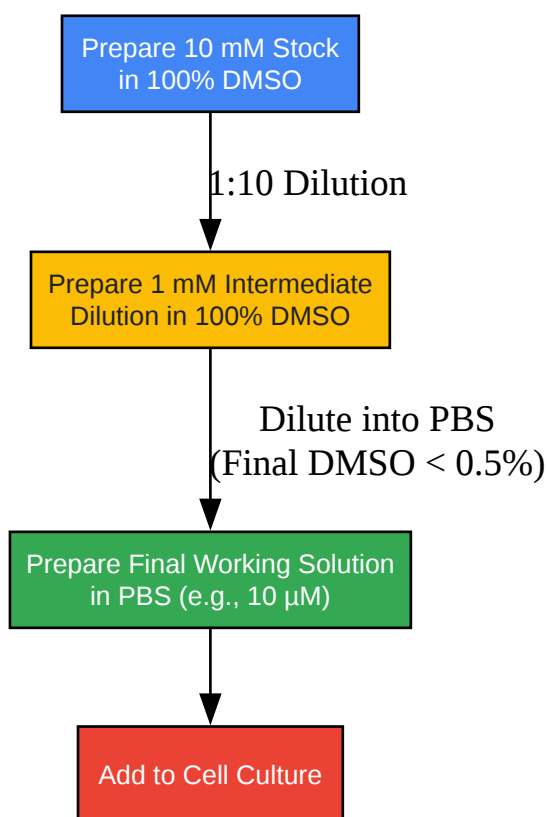 Prepare 10 mM Stock
in 100% DMSO
1:10 Dilution
Prepare 1 mM Intermediate
Dilution in 100% DMSO
Dilute into PBS
(Final DMSO < 0.5%)
Prepare Final Working Solution
in PBS (e.g., 10 µM)
Add to Cell Culture